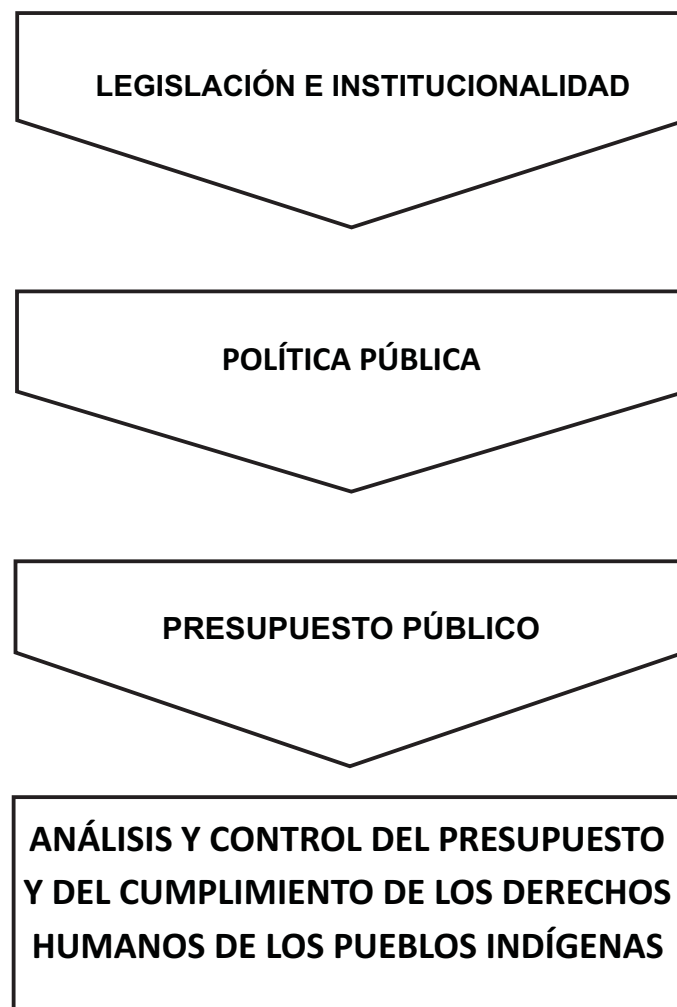 LEGISLACIÓN E INSTITUCIONALIDAD
POLÍTICA PÚBLICA
PRESUPUESTO PÚBLICO
ANÁLISIS Y CONTROL DEL PRESUPUESTO
Y DEL CUMPLIMIENTO DE LOS DERECHOS
HUMANOS DE LOS PUEBLOS INDÍGENAS